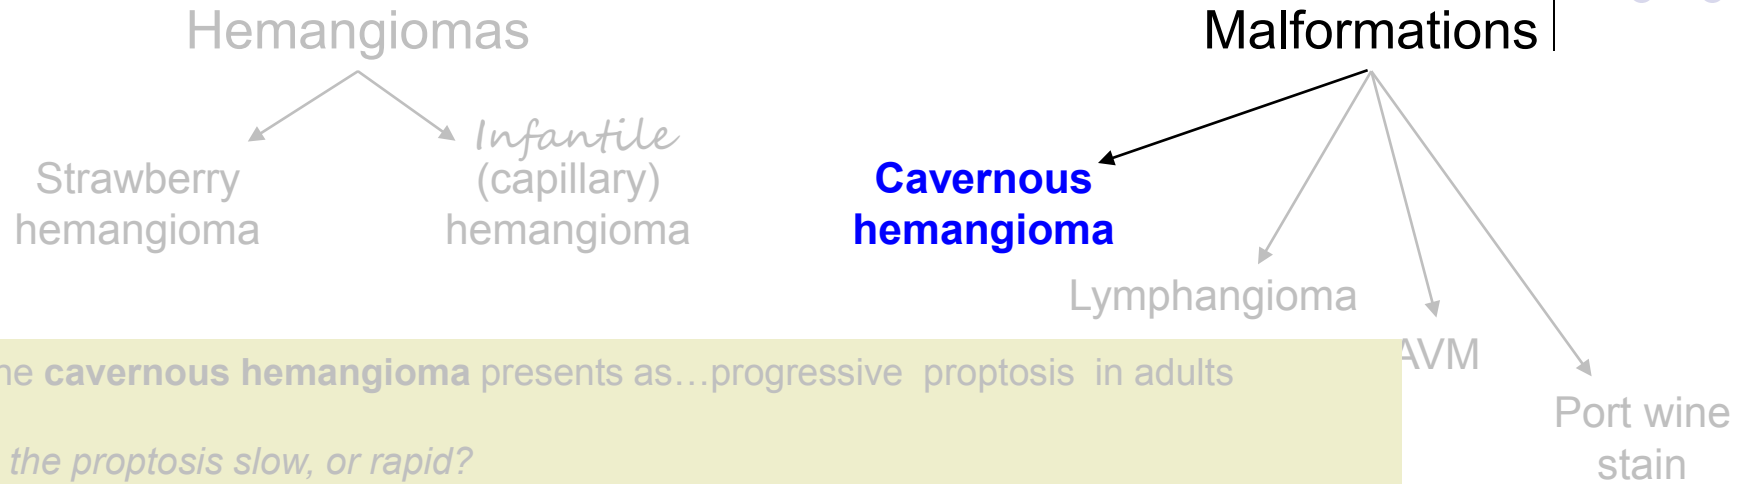 Hemangiomas
Malformations
Infantile
Strawberry
hemangioma
(capillary)
hemangioma
Cavernous
hemangioma
Lymphangioma
AVM
Port wine
stain
cavernous hemangioma presents as…progressive proptosis in adults
the proptosis slow, or rapid?